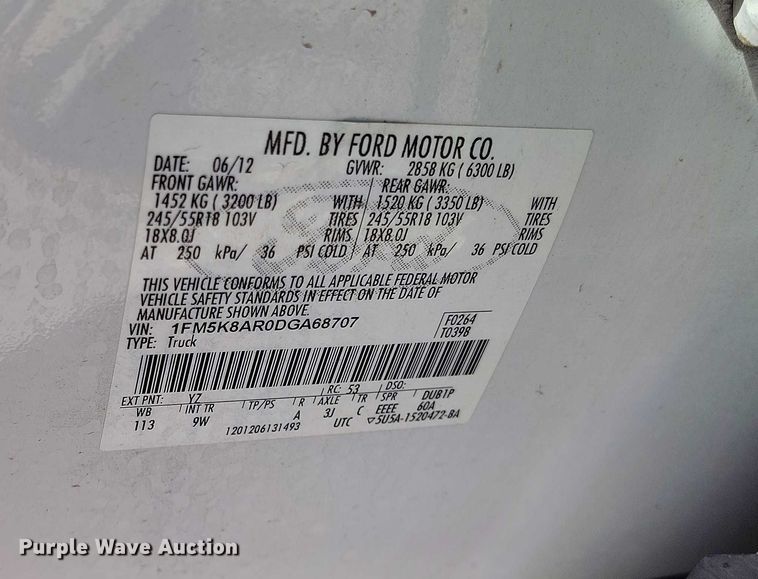 MFD. BY FORD MOTOR CO.
DATE: 06/12 GVWR: 2858 KG ( 6300 LB)
FRONT GAWR: REAR GAWR:
1452 KG ( 3200 LB) WITH 1520 KG ( 3350 LB) WITH
245/55R18 103V TIRES 245/55R18 103V TIRES
18X8.0J RIMS 18X8.0J RIMS
AT 250 kPa/ 36 PSI COLD AT 250 kPa/ 36 PSI COLD
THIS VEHICLE CONFORMS TO ALL APPLICABLE FEDERAL MOTOR
VEHICLE SAFETY STANDARDS IN EFFECT ON THE DATE OF
MANUFACTURE SHOWN ABOVE.
VIN: 1FM5K8AR0DGA68707 F0264
TYPE: Truck T0398
EXT PNT: YZ RC: 53 DSO:
WB INT TR TP/PS R AXLE TR SPR DUB1P
113 9W A 3J C EEEE 60A
1201206131493 UTC 5U5A-1520472-BA
Purple Wave Auction